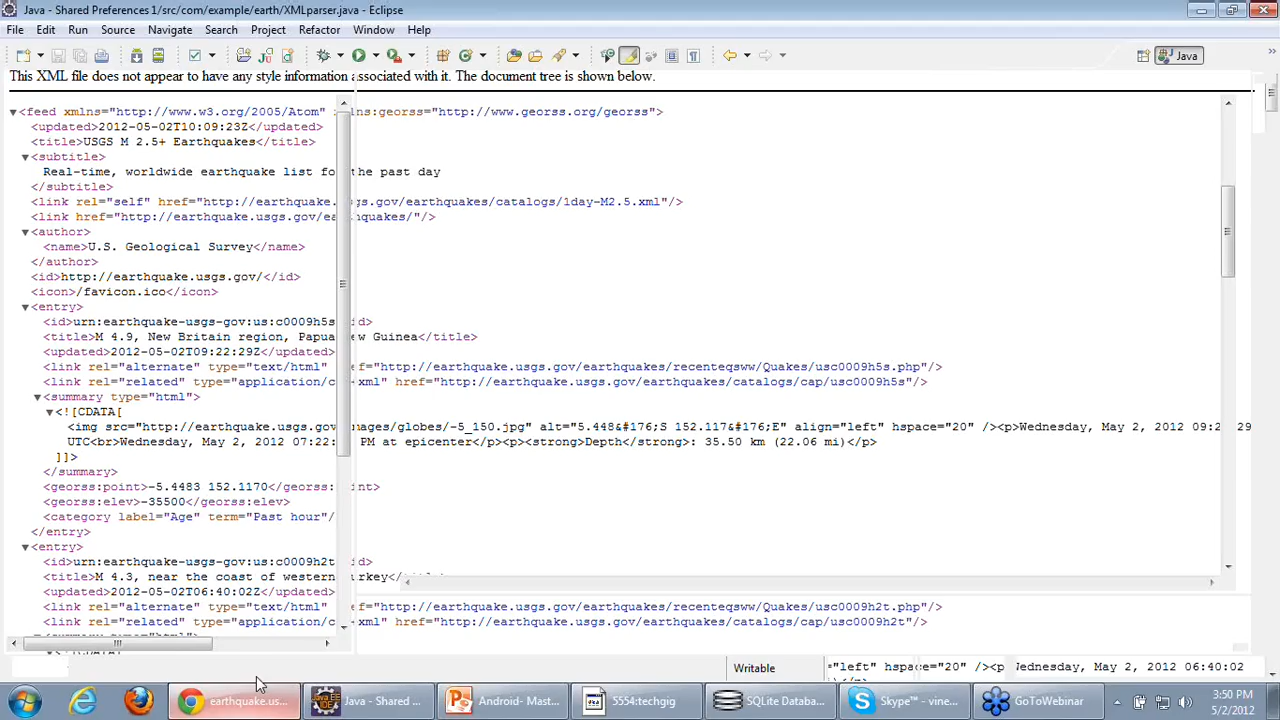 Java - Shared Preferences 1/src/com/example/earth/XMLparser.java - Eclipse
File Edit Run Source Navigate Search Project Refactor Window Help
Java
This XML file does not appear to have any style information associated with it. The document tree is shown below.
<feed xmlns="http://www.w3.org/2005/Atom" :georss="http://www.georss.org/georss">
<updated>2012-05-02T10:09:23Z</updated>
<title>USGS M 2.5+ Earthquakes</title>
<subtitle>
Real-time, worldwide earthquake list the past day
</subtitle>
<link rel="self" href="http://earthquake. gs.gov/earthquakes/catalogs/1day-M2.5.xml"/>
<link href="http://earthquake.usgs.gov/ea quakes/"/>
<author>
<name>U.S. Geological Survey</name>
</author>
<id>http://earthquake.usgs.gov/</id>
<icon>/favicon.ico</icon>
<entry>
<id>urn:earthquake-usgs-gov:us:c0009h5s id>
<title>M 4.9, New Britain region, Papua ew Guinea</title>
<updated>2012-05-02T09:22:29Z</updated>
<link rel="alternate" type="text/html" ef="http://earthquake.usgs.gov/earthquakes/recenteqsww/Quakes/usc0009h5s.php"/>
<link rel="related" type="application/c xml" href="http://earthquake.usgs.gov/earthquakes/catalogs/cap/usc0009h5s"/>
<summary type="html">
<![CDATA[
<img src="http://earthquake.usgs.gov mages/globes/-5_150.jpg" alt="5.448&#176;S 152.117&#176;E" align="left" hspace="20" /><p>Wednesday, May 2, 2012 09:2 29
UTC<br>Wednesday, May 2, 2012 07:22: PM at epicenter</p><p><strong>Depth</strong>: 35.50 km (22.06 mi)</p>
]]>
</summary>
<georss:point>-5.4483 152.1170</georss: int>
<georss:elev>-35500</georss:elev>
<category label="Age" term="Past hour"/
</entry>
<entry>
<id>urn:earthquake-usgs-gov:us:c0009h2t id>
<title>M 4.3, near the coast of western urkey</
<updated>2012-05-02T06:40:02Z</updated>
<link rel="alternate" type="text/html" ef="http://earthquake.usgs.gov/earthquakes/recenteqsww/Quakes/usc0009h2t.php"/>
<link rel="related" type="application/c xml" href="http://earthquake.usgs.gov/earthquakes/catalogs/cap/usc0009h2t"/>
Writable ="left" hspace="20" /><p Wednesday, May 2, 2012 06:40:02
earthquake.us... Java - Shared ... Android- Mast... 5554:techgig SQLite Databa... Skype™ - vine... GoToWebinar
3:50 PM
5/2/2012